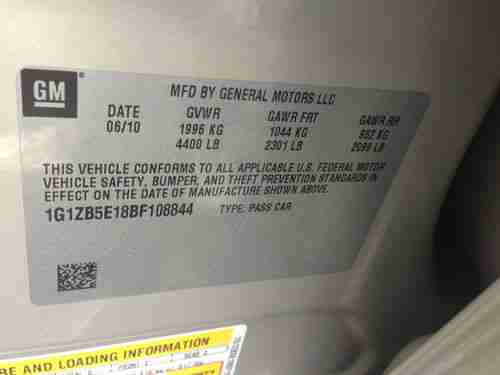 GM
MFD BY GENERAL MOTORS LLC
DATE GVWR GAWR FRT GAWR RR
06/10 1996 KG 1044 KG 952 KG
4400 LB 2301 LB 2099 LB
THIS VEHICLE CONFORMS TO ALL APPLICABLE U.S. FEDERAL MOTOR
VEHICLE SAFETY, BUMPER, AND THEFT PREVENTION STANDARDS IN
EFFECT ON THE DATE OF MANUFACTURE SHOWN ABOVE.
1G1ZB5E18BF108844 TYPE: PASS CAR
AND LOADING INFORMATION